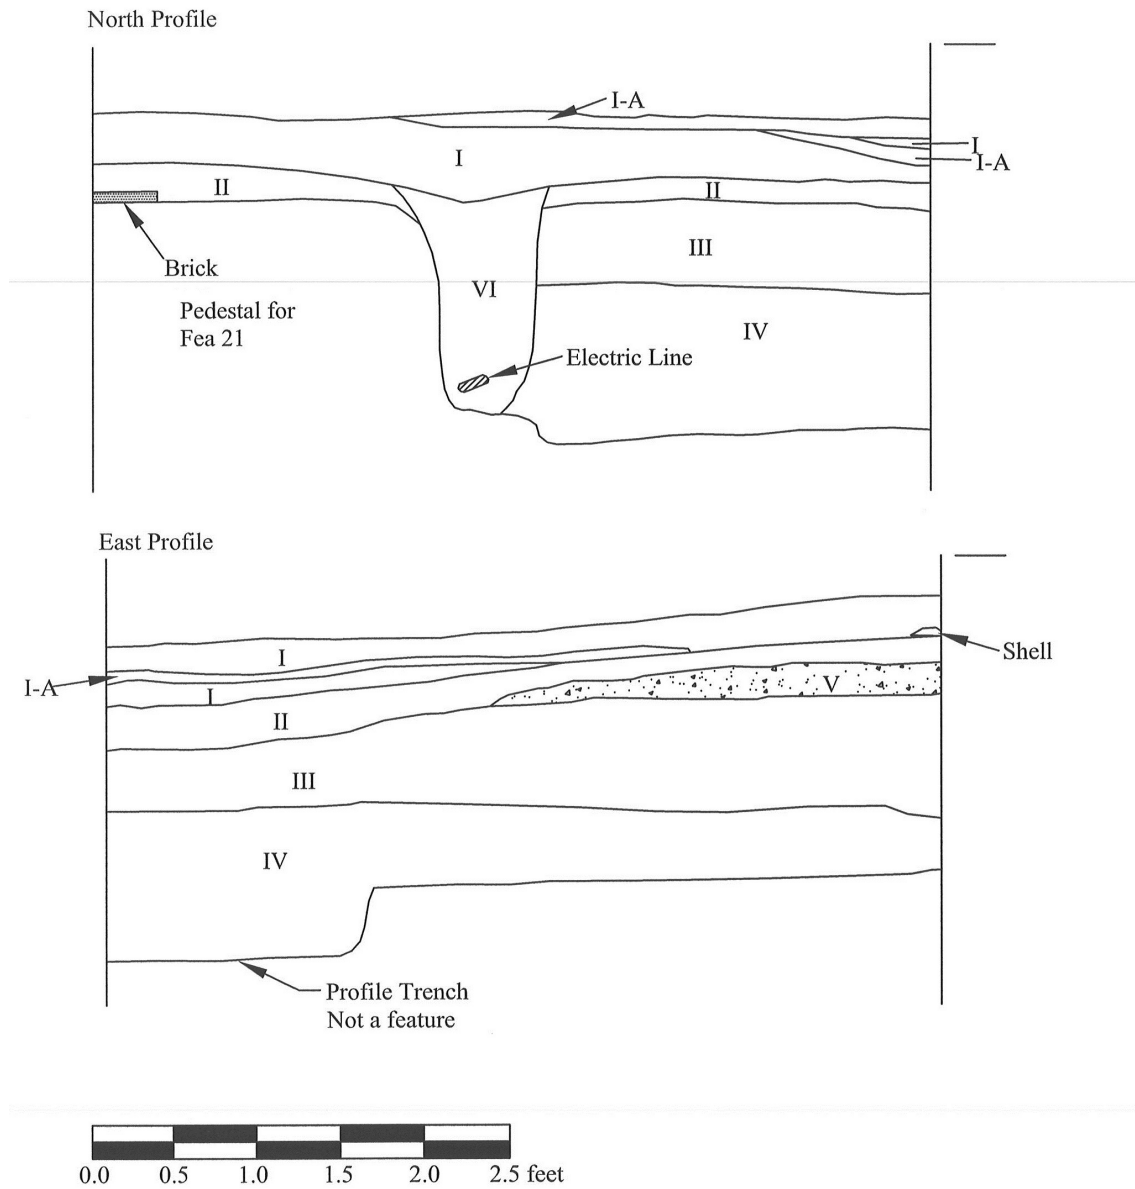 North Profile
I-A
I
I
I-A
II
II
Brick
III
VI
Pedestal for
Fea 21
IV
Electric Line
East Profile
Shell
I
I-A
I
V
II
III
IV
Profile Trench
Not a feature
0.0 0.5 1.0 1.5 2.0 2.5 feet